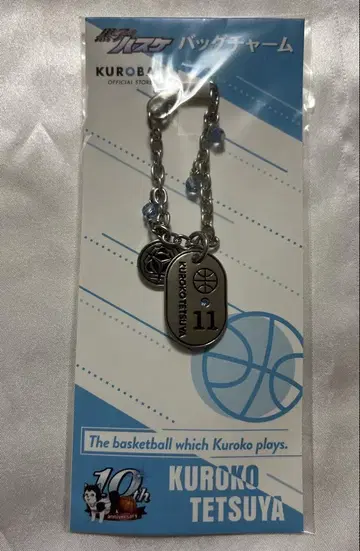 黒子のバスケ バッグチャーム
KUROBA
OFFICIAL STORE
KUROKO TETSUYA
11
The basketball which Kuroko plays.
10th
KUROKO
TETSUYA